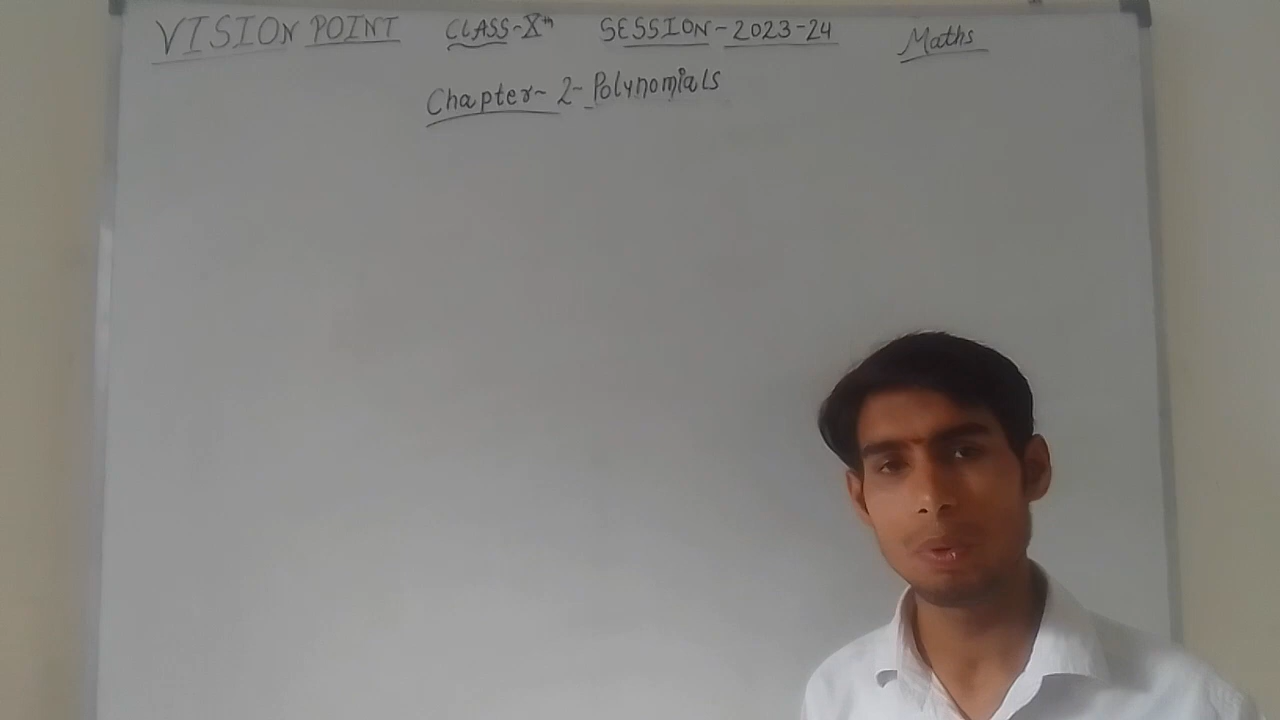 VISION POINT CLASS-Xth SESSION-2023-24 Maths
Chapter- 2-Polynomials